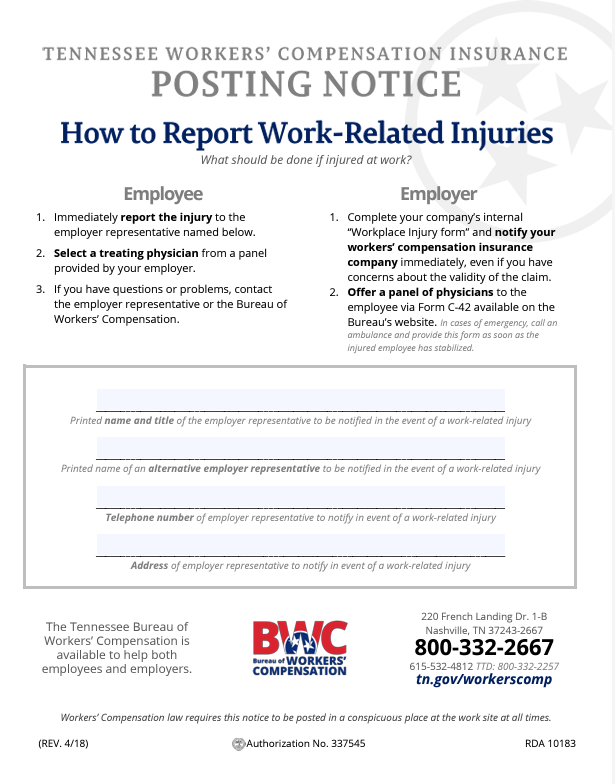 TENNESSEE WORKERS’ COMPENSATION INSURANCE
POSTING NOTICE
How to Report Work-Related Injuries
What should be done if injured at work?
Employee
1. Immediately report the injury to the
employer representative named below.
2. Select a treating physician from a panel
provided by your employer.
3. If you have questions or problems, contact
the employer representative or the Bureau of
Workers’ Compensation.
Employer
1. Complete your company’s internal
“Workplace Injury form” and notify your
workers’ compensation insurance
company immediately, even if you have
concerns about the validity of the claim.
2. Offer a panel of physicians to the
employee via Form C-42 available on the
Bureau's website. In cases of emergency, call an
ambulance and provide this form as soon as the
injured employee has stabilized.
Printed name and title of the employer representative to be notified in the event of a work-related injury
Printed name of an alternative employer representative to be notified in the event of a work-related injury
Telephone number of employer representative to notify in event of a work-related injury
Address of employer representative to notify in event of a work-related injury
The Tennessee Bureau of
Workers’ Compensation is
available to help both
employees and employers.
BWC
Bureau of WORKERS’
COMPENSATION
220 French Landing Dr. 1-B
Nashville, TN 37243-2667
800-332-2667
615-532-4812 TTD: 800-332-2257
tn.gov/workerscomp
Workers’ Compensation law requires this notice to be posted in a conspicuous place at the work site at all times.
(REV. 4/18)
Authorization No. 337545
RDA 10183